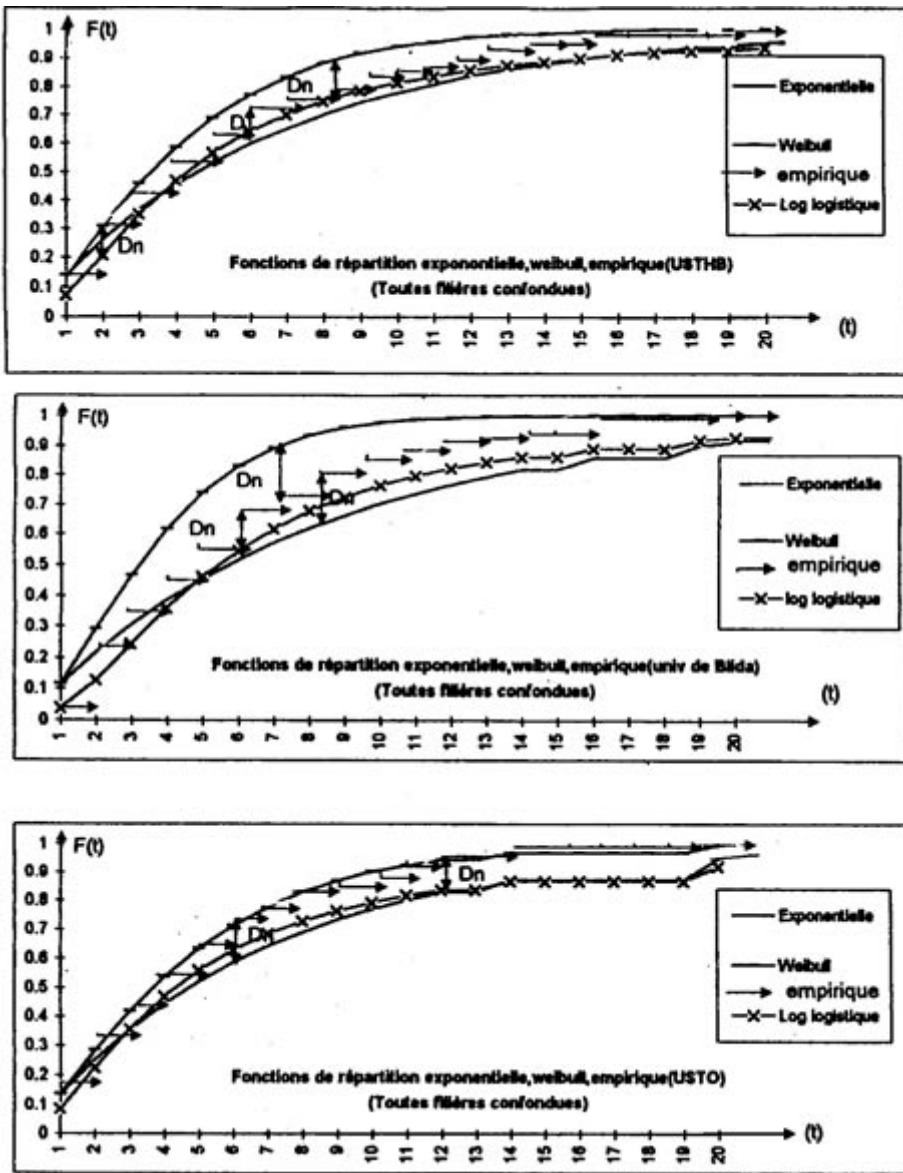 F(t)
1
0.9
0.8
0.7
0.6
0.5
0.4
0.3
0.2
0.1
0
Dn
D
Dn
Exponentielle
Weibull
empirique
Log logistique
Fonctions de répartition exponontielle,weibull,empirique(USTHB)
(Toutes filiéres confondues)
1 2 3 4 5 6 7 8 9 10 11 12 13 14 15 16 17 18 19 20
(t)
F(t)
1
0.9
0.8
0.7
0.6
0.5
0.4
0.3
0.2
0.1
0
Dn
Dn
Dn
Exponentielle
Weibull
empirique
log logistique
Fonctions de répartition exponentielle,weibull,empirique(univ de Blida)
(Toutes filiéres confondues)
(t)
1 2 3 4 5 6 7 8 9 10 11 12 13 14 15 16 17 18 19 20
F(t)
1
0.9
0.8
0.7
0.6
0.5
0.4
0.3
0.2
0.1
0
Dn
Dn
Exponentielle
Weibull
empirique
Log logistique
Fonctions de répartition exponentielle,weibull,empirique(USTO)
(Toutes filiéres confondues)
(t)
1 2 3 4 5 6 7 8 9 10 11 12 13 14 15 16 17 18 19 20